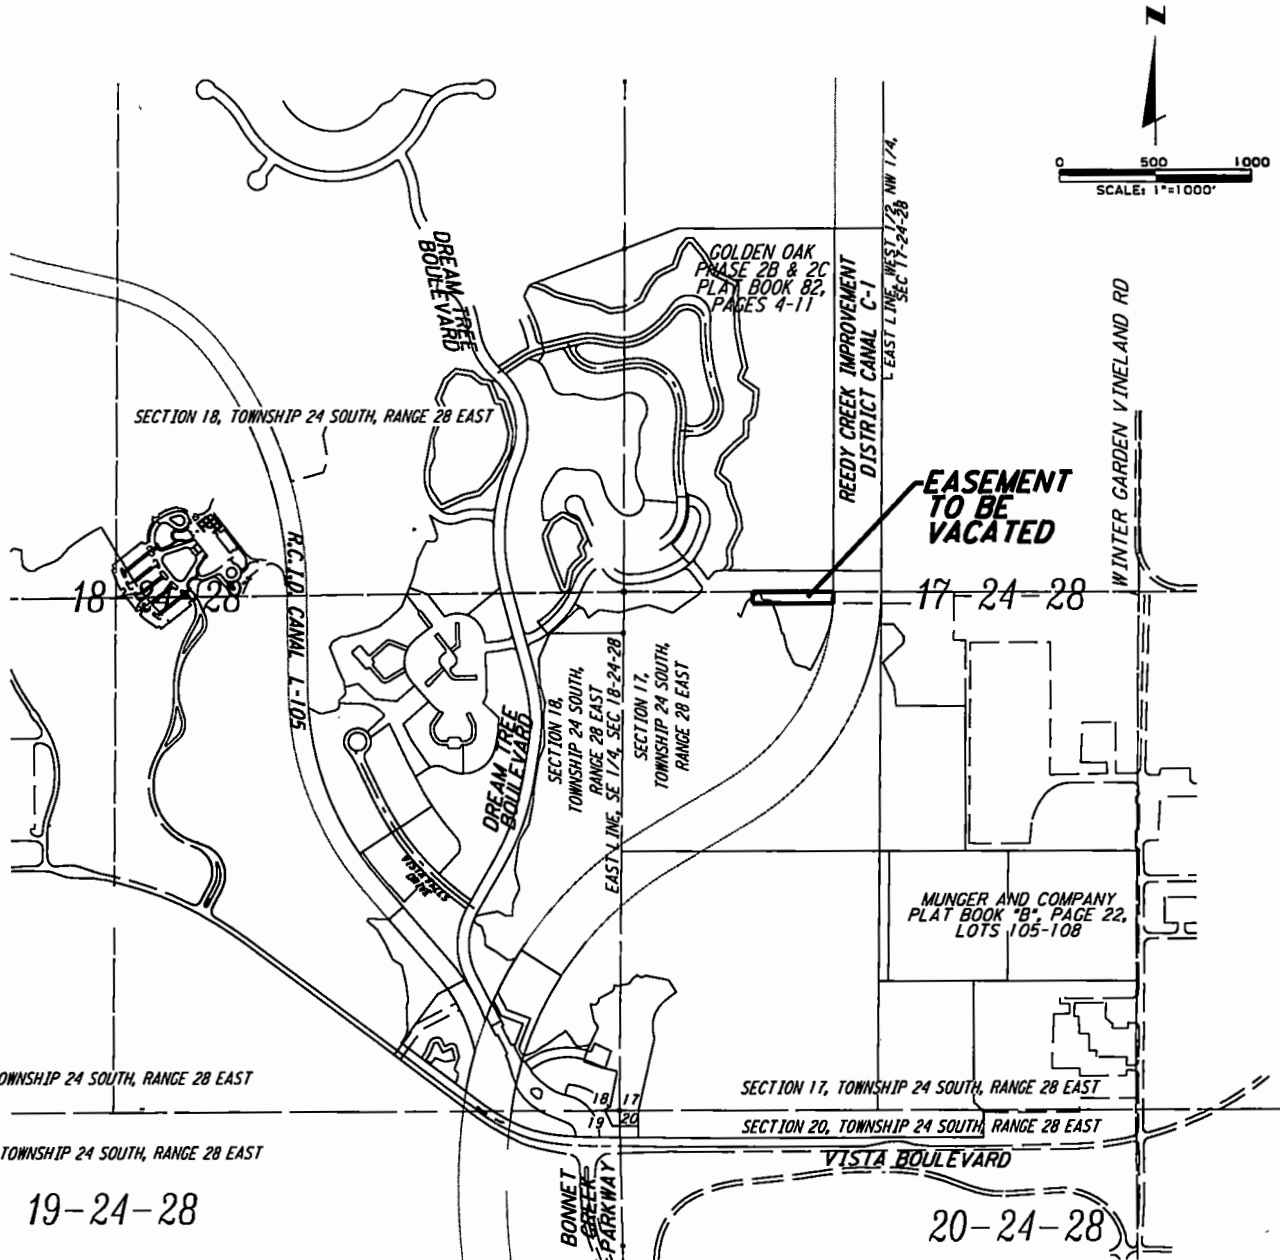 N
0 500 1000
SCALE: 1"=1000'
EAST LINE, WEST 1/2, NW 1/4,
SEC 17-24-28
DREAM TREE
BOULEVARD
GOLDEN OAK
PHASE 2B & 2C
PLAT BOOK 82,
PAGES 4-11
REEDY CREEK IMPROVEMENT
DISTRICT CANAL C-1
WINTER GARDEN VINELAND RD
SECTION 18, TOWNSHIP 24 SOUTH, RANGE 28 EAST
EASEMENT
TO BE
VACATED
R.C.I.D. CANAL L-105
18-24-28
17-24-28
SECTION 18,
TOWNSHIP 24 SOUTH,
RANGE 28 EAST
EAST LINE, SE 1/4, SEC 18-24-28
SECTION 17,
TOWNSHIP 24 SOUTH,
RANGE 28 EAST
DREAM TREE
BOULEVARD
DRIVE
MUNGER AND COMPANY
PLAT BOOK "B", PAGE 22,
LOTS 105-108
OWNSHIP 24 SOUTH, RANGE 28 EAST
SECTION 17, TOWNSHIP 24 SOUTH, RANGE 28 EAST
18 17
19 20
SECTION 20, TOWNSHIP 24 SOUTH, RANGE 28 EAST
TOWNSHIP 24 SOUTH, RANGE 28 EAST
VISTA BOULEVARD
19-24-28
BONNET
CREEK
PARKWAY
20-24-28